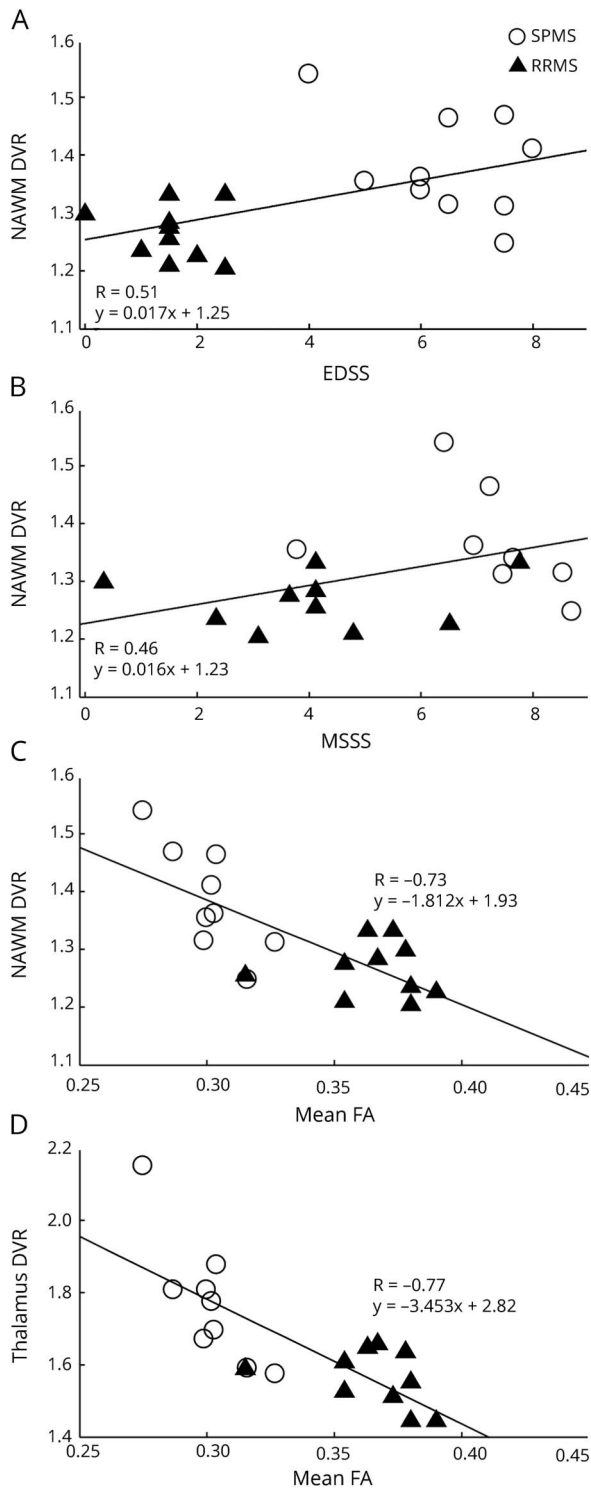 A
1.6
1.5
1.4
1.3
1.2
1.1
NAWM DVR
SPMS
RRMS
R = 0.51
y = 0.017x + 1.25
0 2 4 6 8
EDSS
B
1.6
1.5
1.4
1.3
1.2
1.1
NAWM DVR
R = 0.46
y = 0.016x + 1.23
0 2 4 6 8
MSSS
C
1.6
1.5
1.4
1.3
1.2
1.1
NAWM DVR
R = –0.73
y = –1.812x + 1.93
0.25 0.30 0.35 0.40 0.45
Mean FA
D
2.2
2.0
1.8
1.6
1.4
Thalamus DVR
R = –0.77
y = –3.453x + 2.82
0.25 0.30 0.35 0.40 0.45
Mean FA